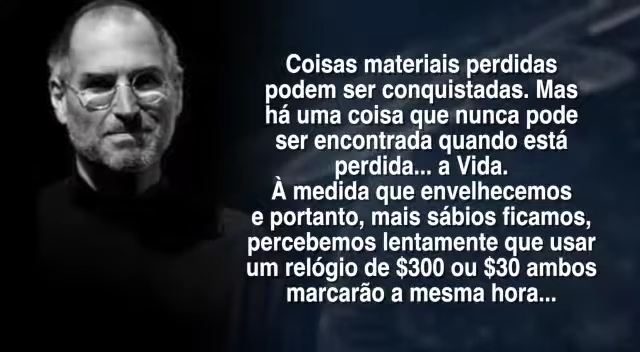 Coisas materiais perdidas
podem ser conquistadas. Mas
há uma coisa que nunca pode
ser encontrada quando está
perdida... a Vida.
À medida que envelhecemos
e portanto, mais sábios ficamos,
percebemos lentamente que usar
um relógio de $300 ou $30 ambos
marcarão a mesma hora...